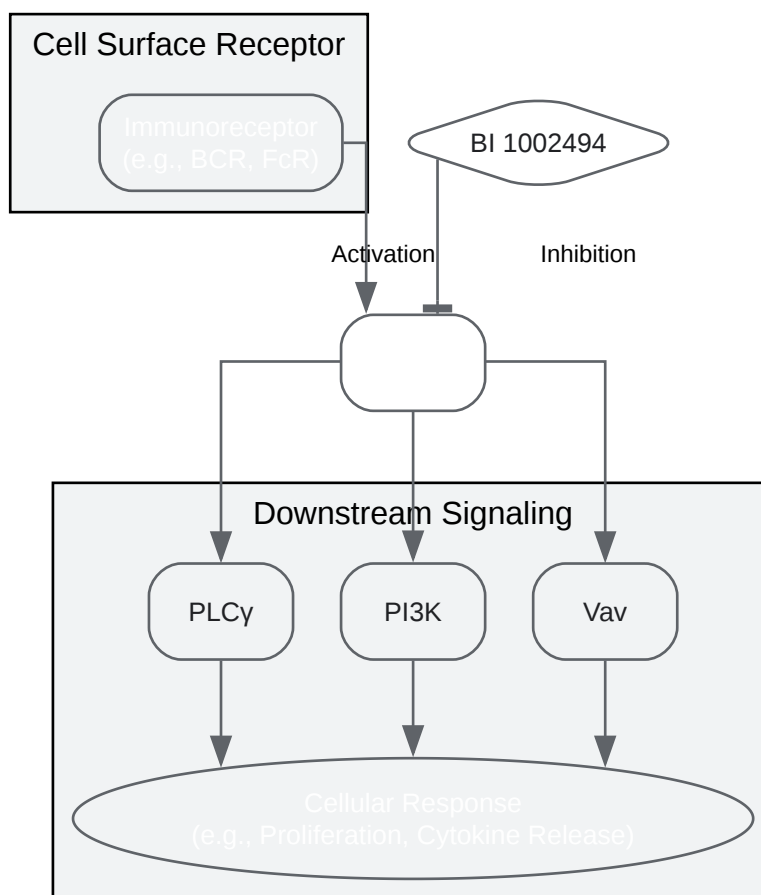 Cell Surface Receptor
Immunoreceptor
(e.g., BCR, FcR)
BI 1002494
Activation
Inhibition
Downstream Signaling
PLCγ
PI3K
Vav
Cellular Response
(e.g., Proliferation, Cytokine Release)